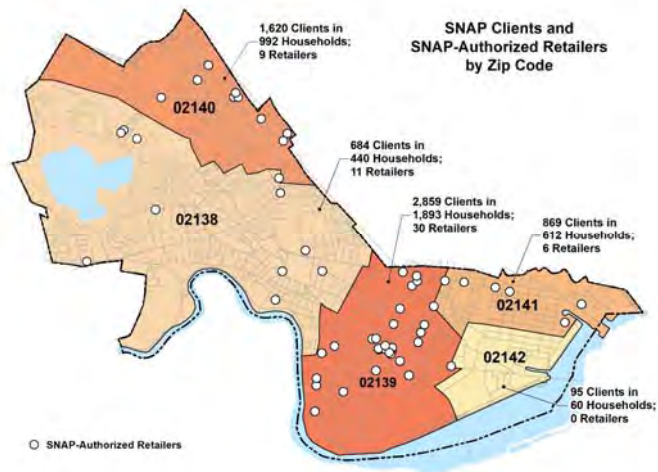 SNAP Clients and
SNAP-Authorized Retailers
by Zip Code
1,620 Clients in
992 Households;
9 Retailers
02140
684 Clients in
440 Households;
11 Retailers
02138
2,859 Clients in
1,893 Households;
30 Retailers
869 Clients in
612 Households;
6 Retailers
02141
02142
02139
95 Clients in
60 Households;
0 Retailers
SNAP-Authorized Retailers